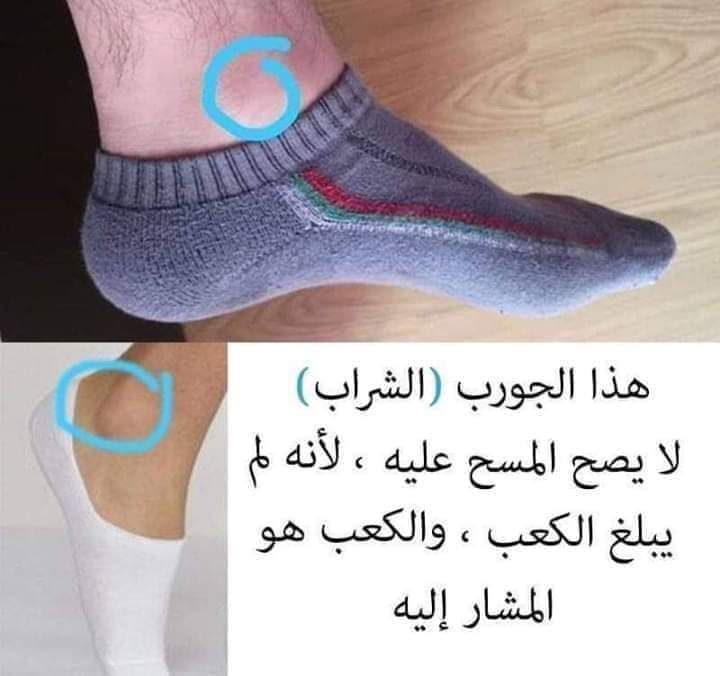 هذا الجورب (الشراب)
لا يصح المسح عليه ، لأنه لم
يبلغ الكعب ، والكعب هو
المشار إليه